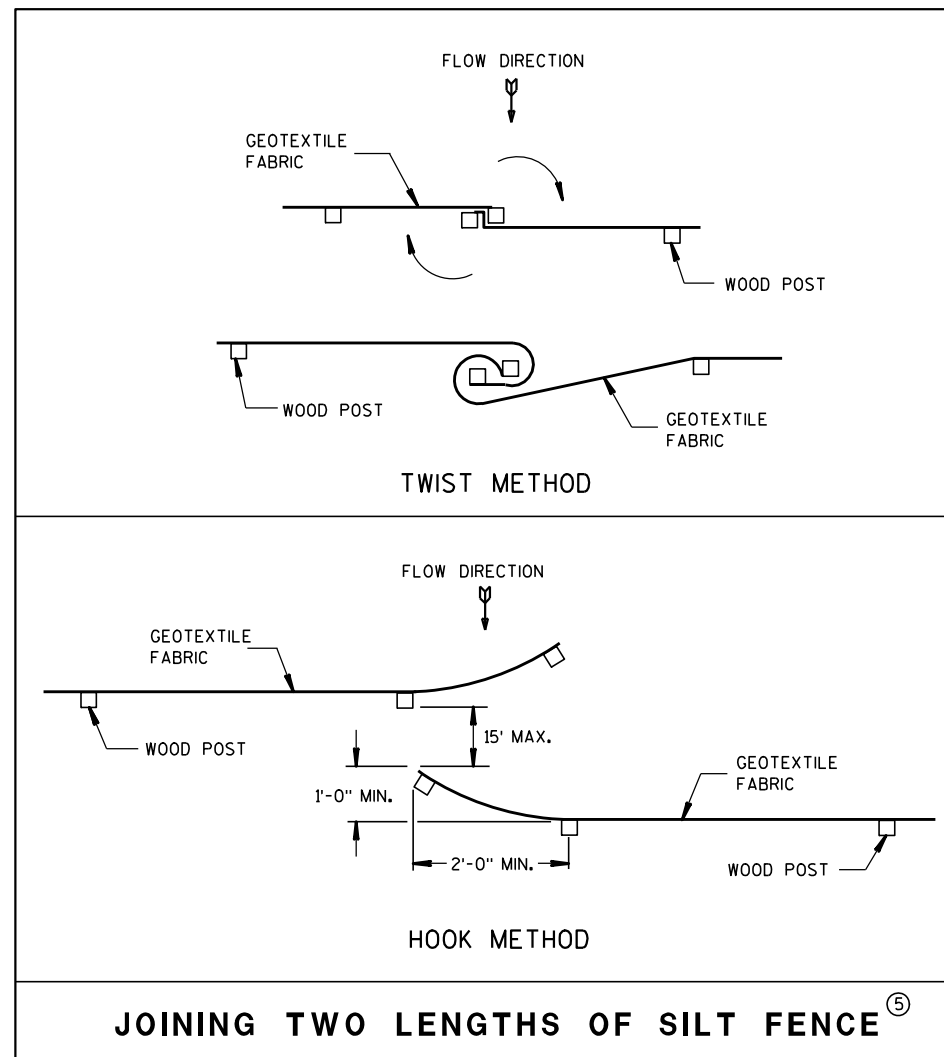 FLOW DIRECTION
GEOTEXTILE
FABRIC
WOOD POST
WOOD POST
GEOTEXTILE
FABRIC
TWIST METHOD
FLOW DIRECTION
GEOTEXTILE
FABRIC
WOOD POST
15' MAX.
1'-0" MIN.
GEOTEXTILE
FABRIC
2'-0" MIN.
WOOD POST
HOOK METHOD
JOINING TWO LENGTHS OF SILT FENCE ⑤